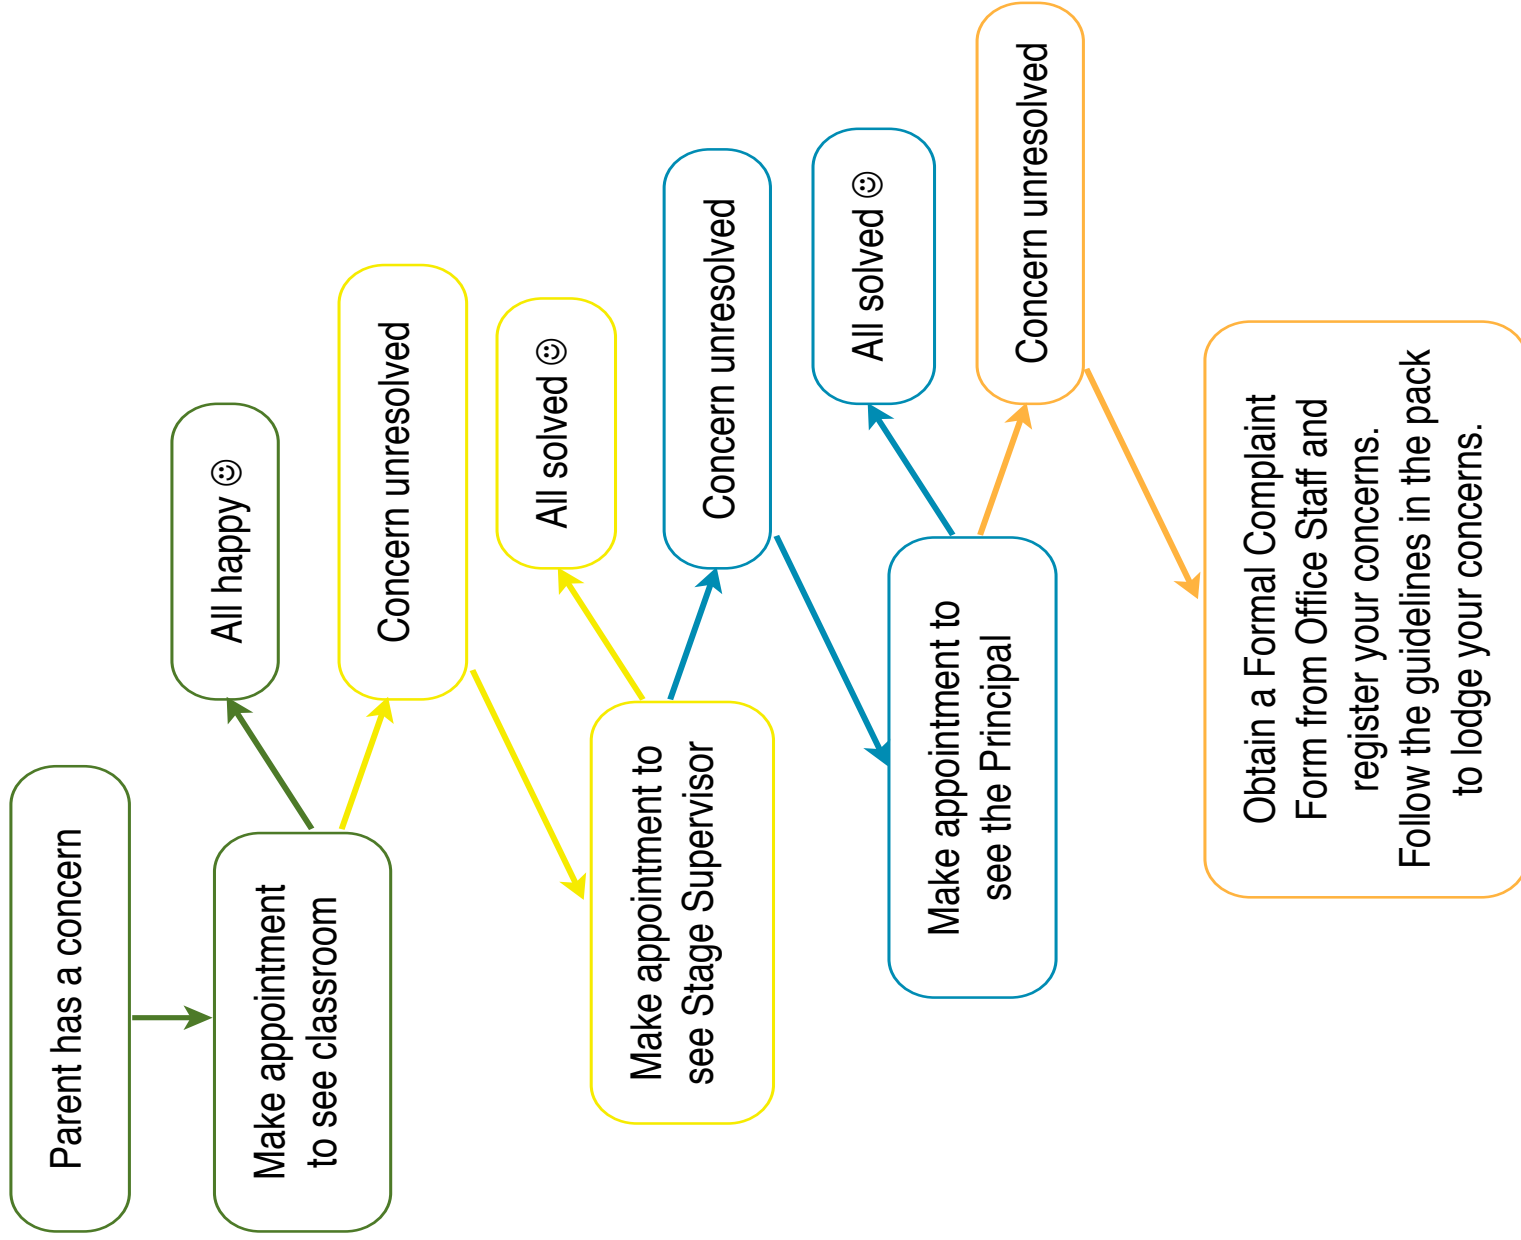 Parent has a concern
Make appointment
to see classroom
All happy ☺
Concern unresolved
Make appointment to
see Stage Supervisor
All solved ☺
Concern unresolved
Make appointment to
see the Principal
All solved ☺
Concern unresolved
Obtain a Formal Complaint
Form from Office Staff and
register your concerns.
Follow the guidelines in the pack
to lodge your concerns.